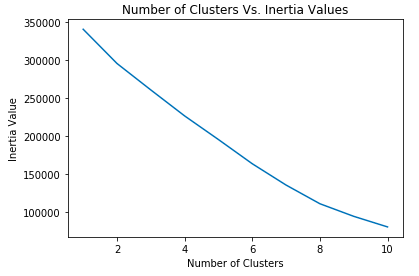 Number of Clusters Vs. Inertia Values
350000
300000
250000
200000
150000
100000
Inertia Value
2 4 6 8 10
Number of Clusters